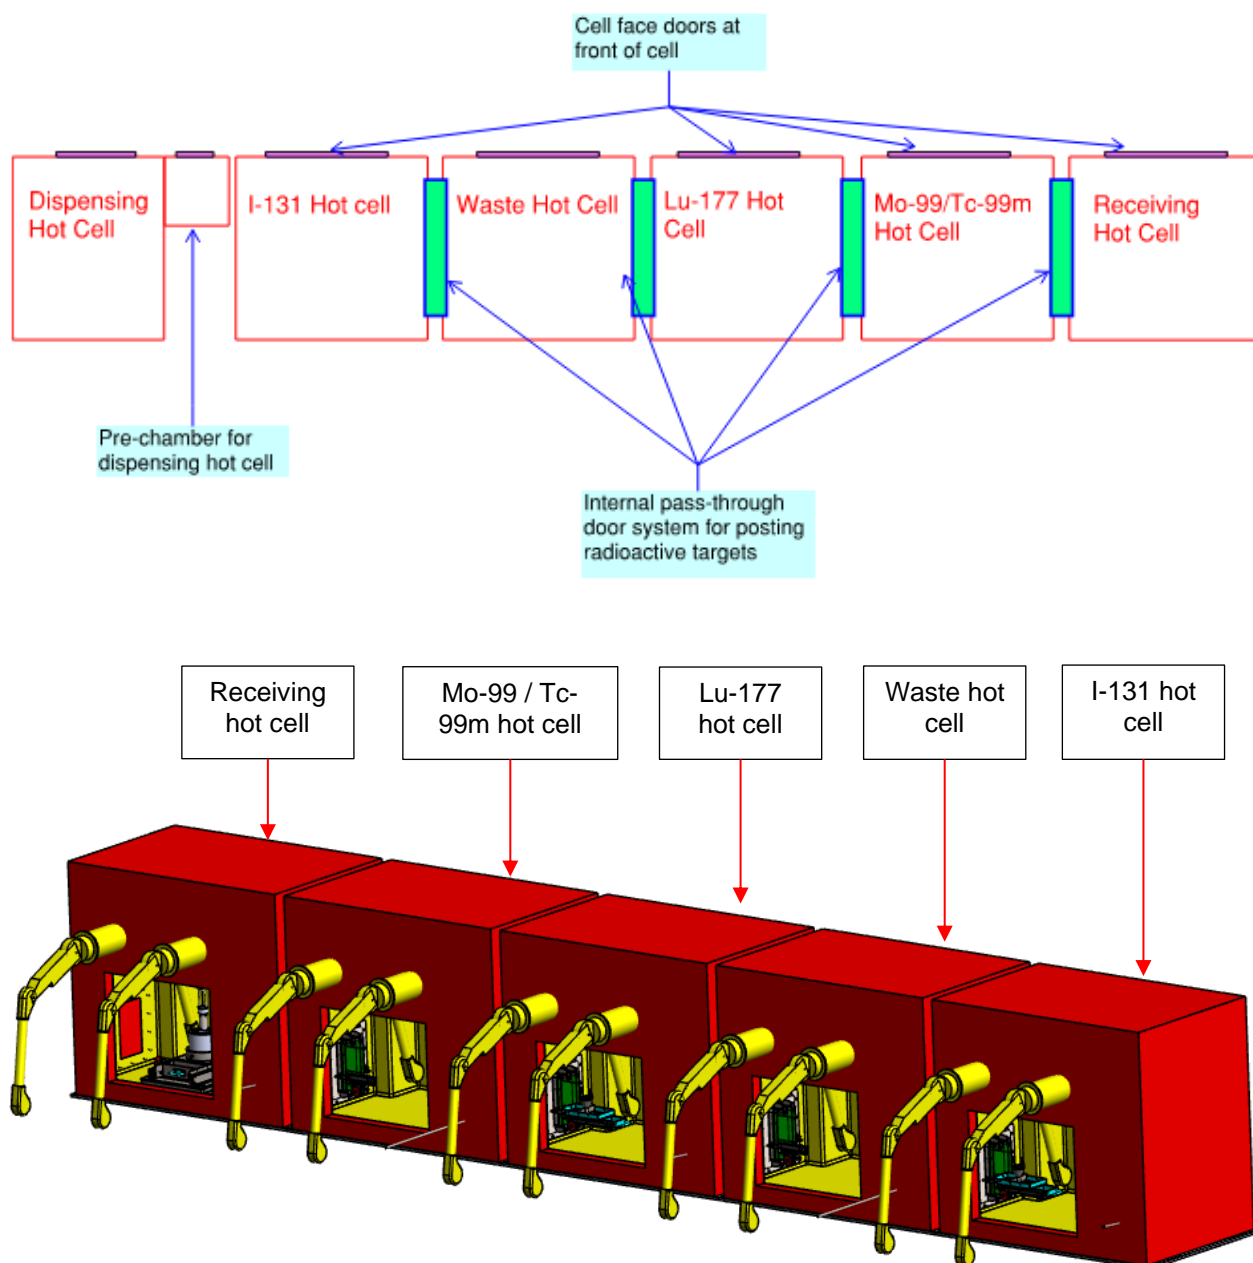 Cell face doors at
front of cell
Dispensing
Hot Cell
I-131 Hot cell
Waste Hot Cell
Lu-177 Hot
Cell
Mo-99/Tc-99m
Hot Cell
Receiving
Hot Cell
Pre-chamber for
dispensing hot cell
Internal pass-through
door system for posting
radioactive targets
Receiving
hot cell
Mo-99 / Tc-
99m hot cell
Lu-177
hot cell
Waste hot
cell
I-131 hot
cell